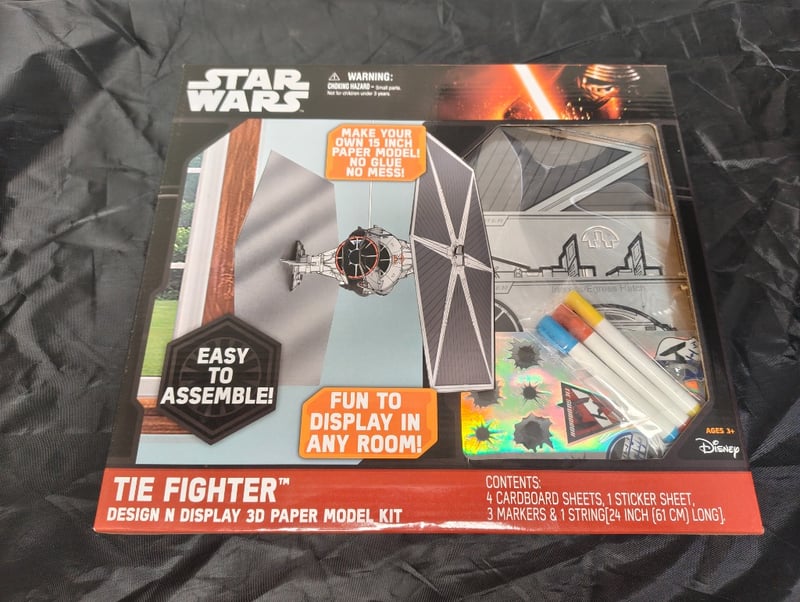 STAR
WARS
WARNING:
CHOKING HAZARD – Small parts.
Not for children under 3 years.
MAKE YOUR
OWN 15 INCH
PAPER MODEL!
NO GLUE
NO MESS!
Ingress/Egress Hatch
EASY
TO
ASSEMBLE!
FUN TO
DISPLAY IN
ANY ROOM!
AGES 3+
Disney
TIE FIGHTER™
DESIGN N DISPLAY 3D PAPER MODEL KIT
CONTENTS:
4 CARDBOARD SHEETS, 1 STICKER SHEET,
3 MARKERS & 1 STRING[24 INCH (61 CM) LONG].